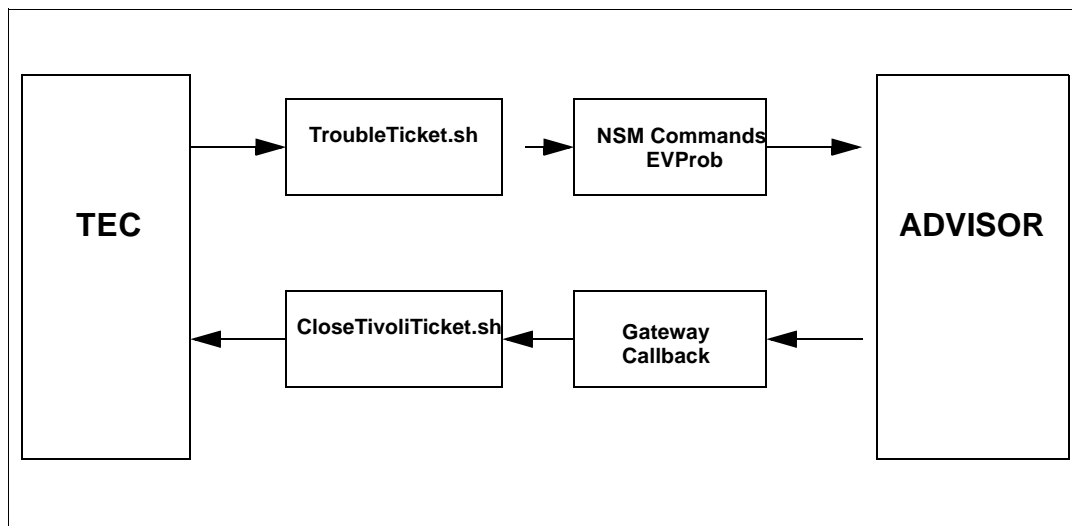 TroubleTicket.sh
NSM Commands
EVProb
TEC
ADVISOR
CloseTivoliTicket.sh
Gateway
Callback